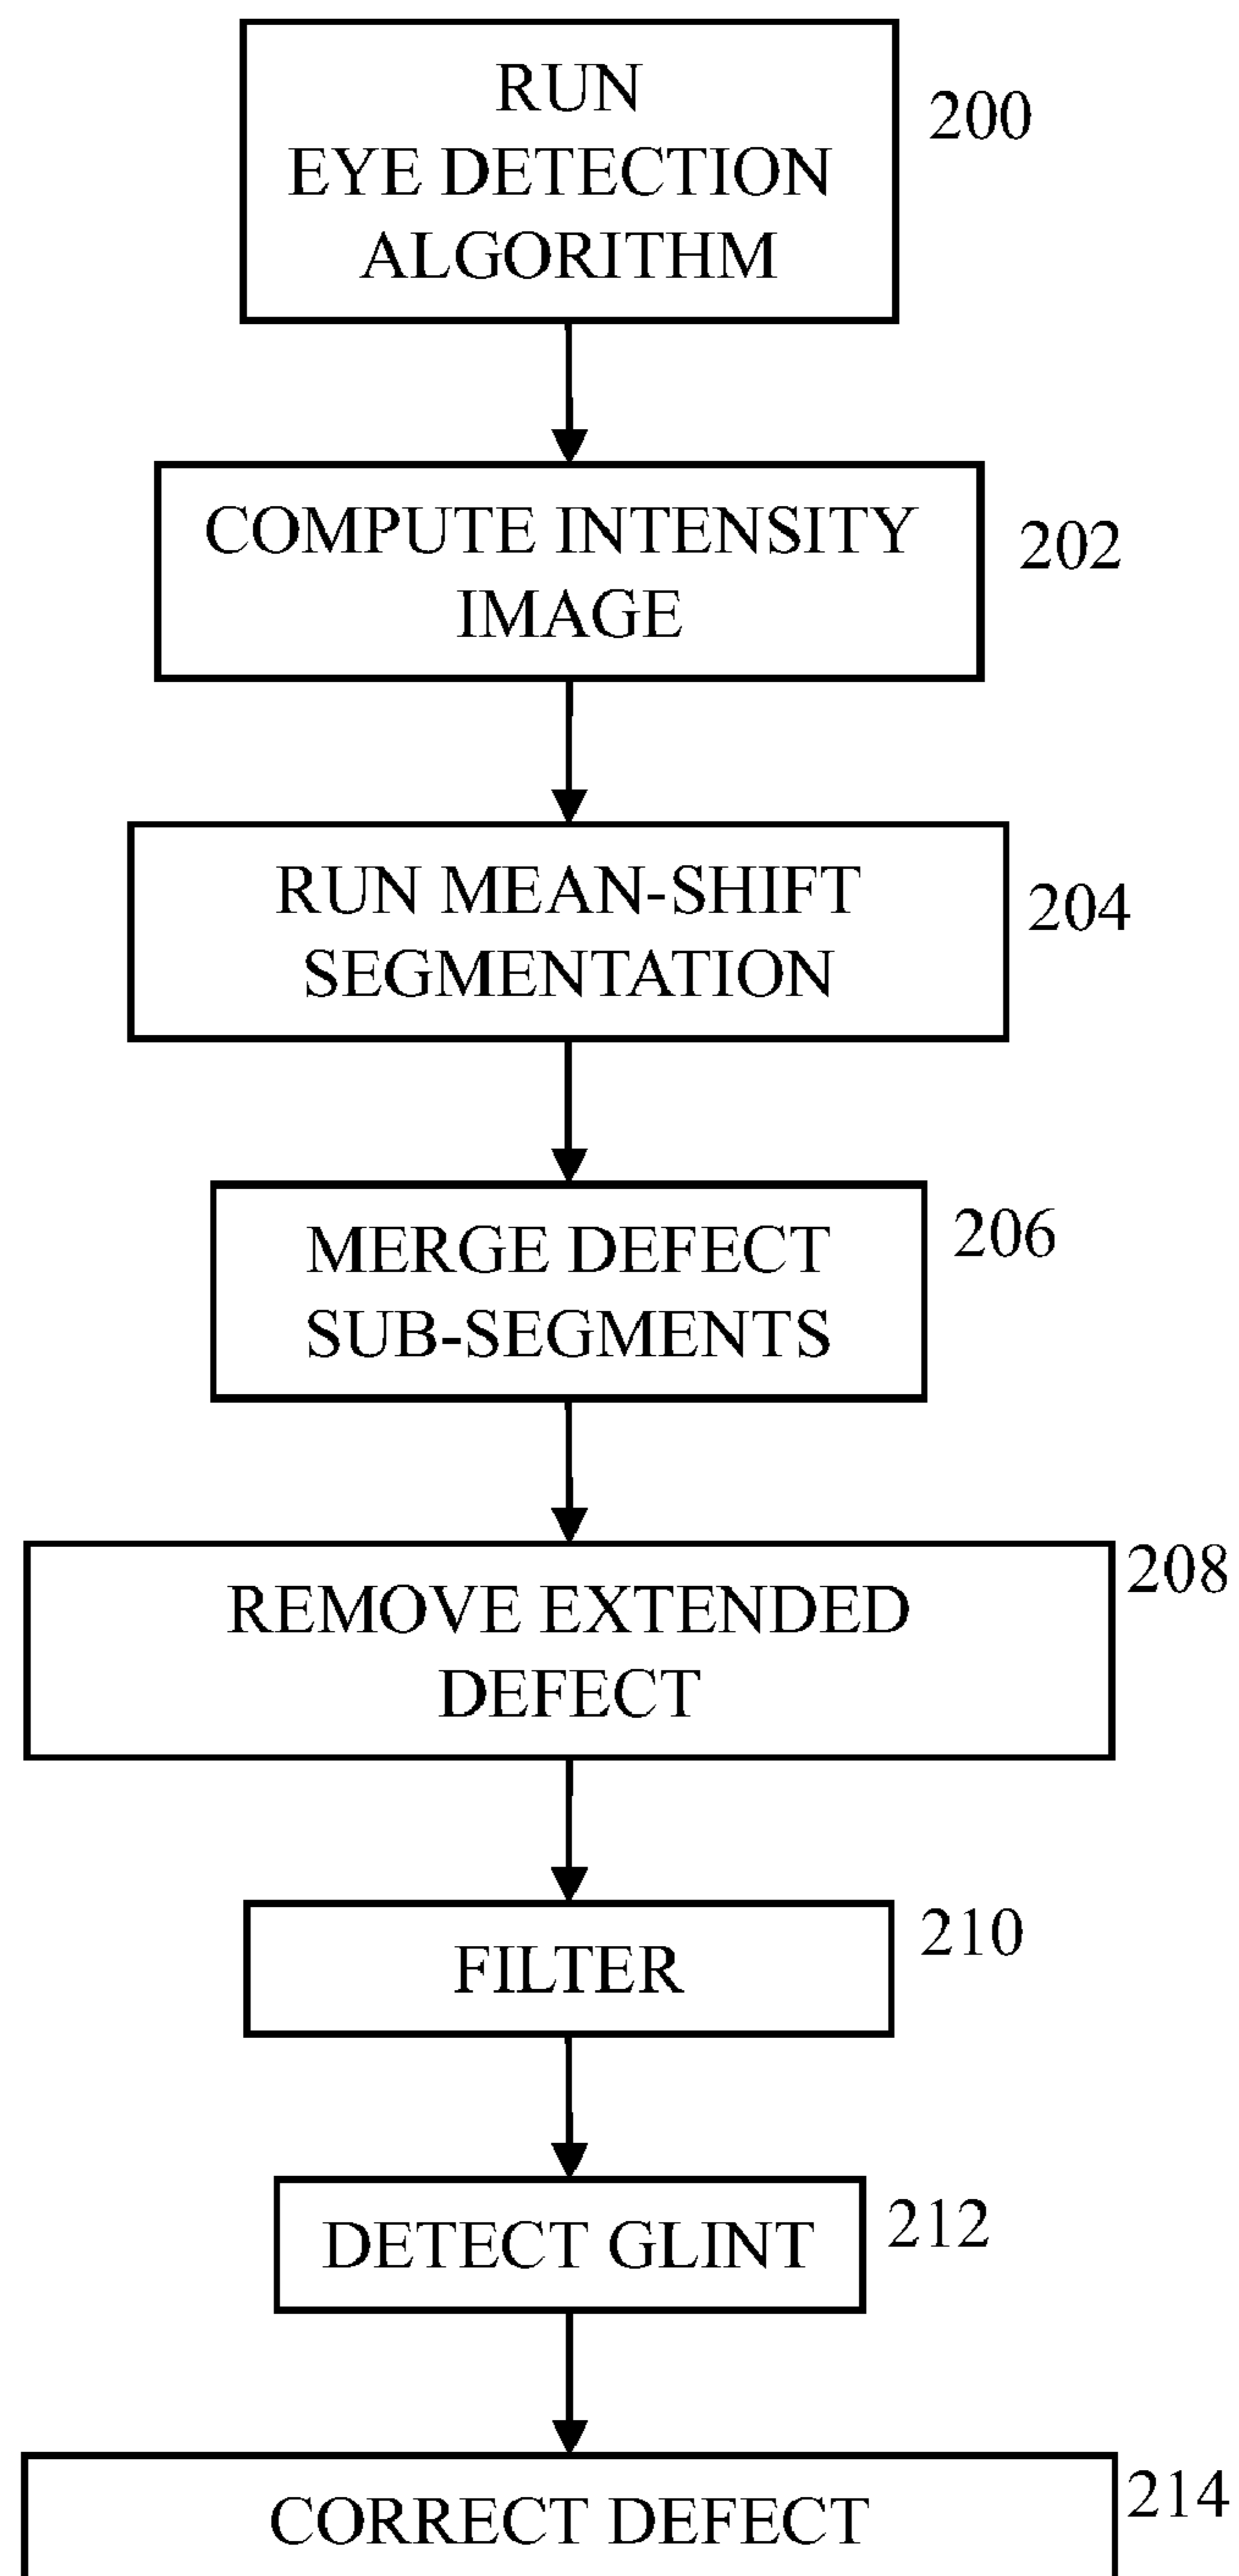 RUN
EYE DETECTION
ALGORITHM
200
COMPUTE INTENSITY
IMAGE
202
RUN MEAN-SHIFT
SEGMENTATION
204
MERGE DEFECT
SUB-SEGMENTS
206
REMOVE EXTENDED
DEFECT
208
FILTER
210
DETECT GLINT
212
CORRECT DEFECT
214